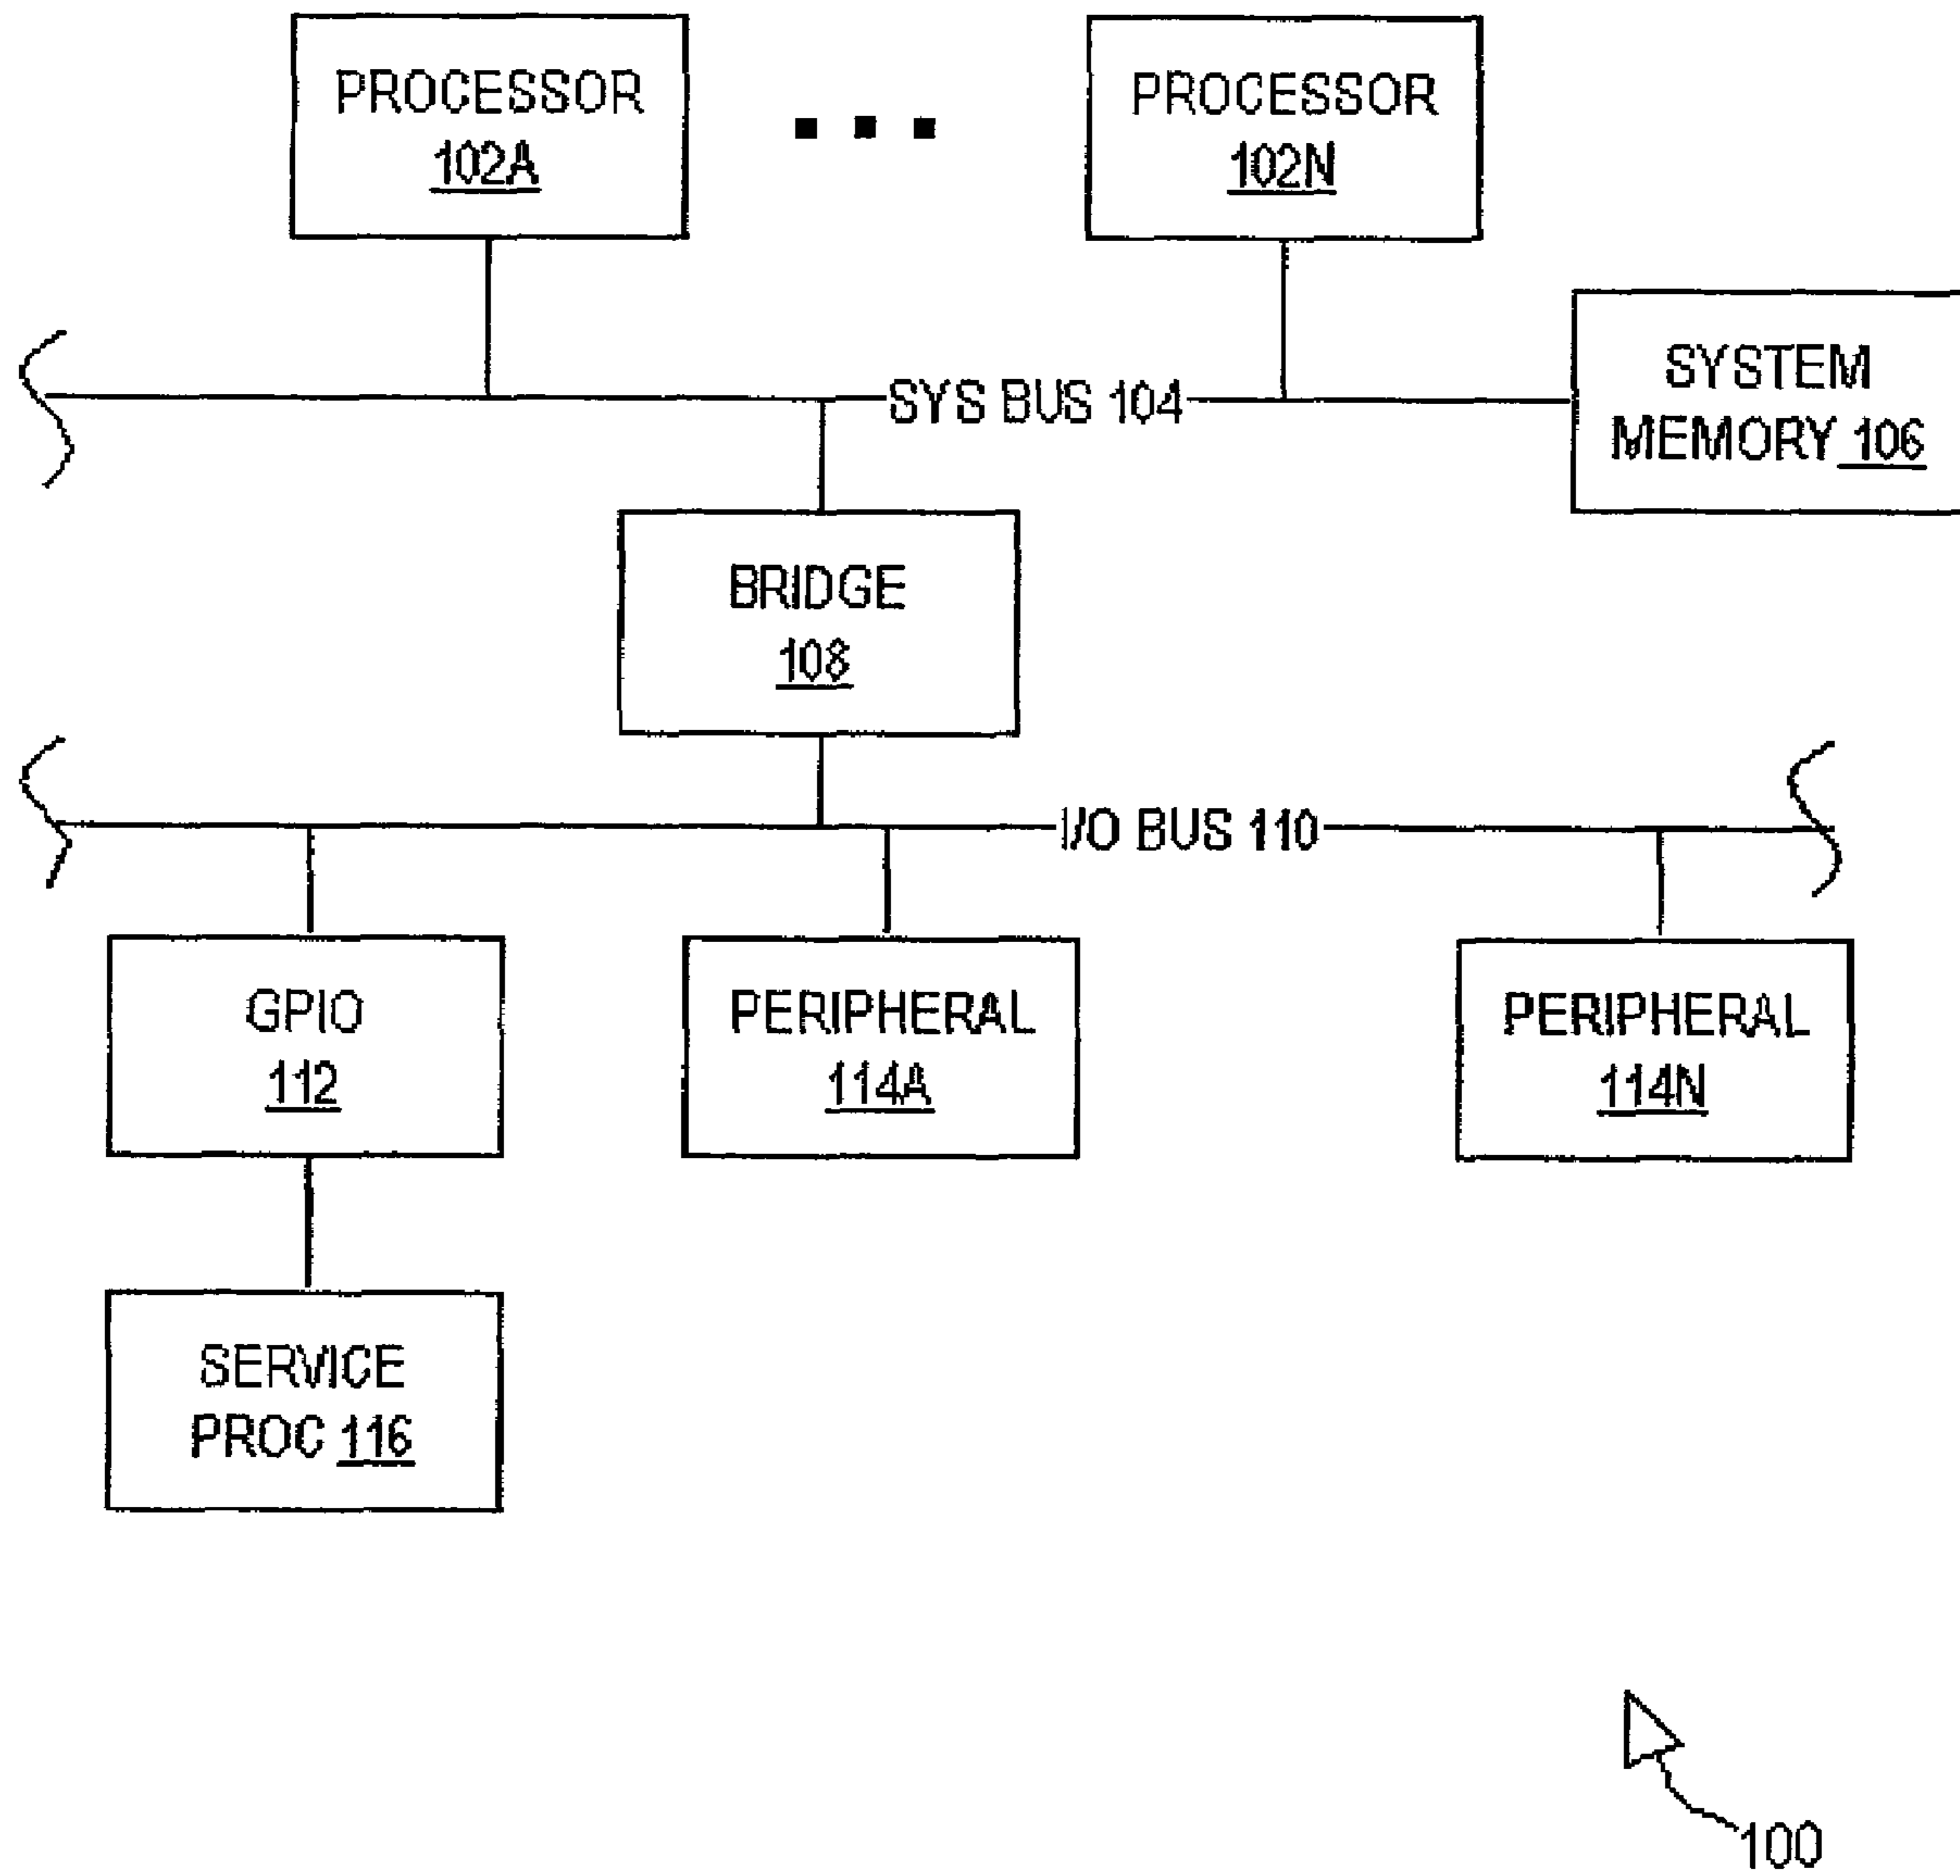 PROCESSOR
102A
PROCESSOR
102N
SYS BUS 104
SYSTEM
MEMORY 106
BRIDGE
108
I/O BUS 110
GPIO
112
PERIPHERAL
114A
PERIPHERAL
114N
SERVICE
PROC 116
100